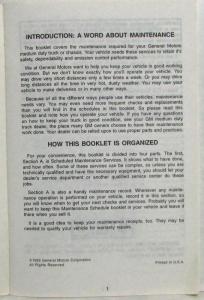 INTRODUCTION: A WORD ABOUT MAINTENANCE
This booklet covers the maintenance required for your General Motors
medium duty truck or chassis. Your vehicle needs these services to retain its
safety, dependability and emission control performance.
We at General Motors want to help you keep your vehicle in good working
condition. But we don't know exactly how you'll operate your vehicle. You
may drive very short distances only a few times a week. Or you may drive
long distances all the time in very hot, dusty weather. You may use your
vehicle in making deliveries or in many other ways.
Because of all the different ways people use their vehicles, maintenance
needs vary. You may even need more frequent checks and replacements
than you will find in the schedules in this booklet. So please read this
booklet and note how you operate your vehicle. If you have any questions
on how to keep your truck in good condition, see your GM medium duty
truck dealer, the place many GM owners choose to have their maintenance
work done. Your dealer can be relied upon to use proper parts and practices.
HOW THIS BOOKLET IS ORGANIZED
For your convenience, this booklet is divided into four parts. The first,
Section A, is Scheduled Maintenance Services. It shows what to have done,
and how often. Some of these services can be complex, so unless you are
technically qualified and have the necessary equipment, you should let your
dealer's service department or another qualified service center do these
jobs.
Section A is also a handy maintenance record. Whenever any mainte-
nance operation is performed on your vehicle, record it in this section, so
you will know when to get your next checks and services. Probably you will
want to keep this Maintenance Schedule booklet in your vehicle and leave it
there when you sell it.
It is a good idea to keep your maintenance receipts, too. They may be
needed to qualify your vehicle for warranty repairs.
General Motors Corporation
All Rights Reserved
Printed in U.S.A.
1